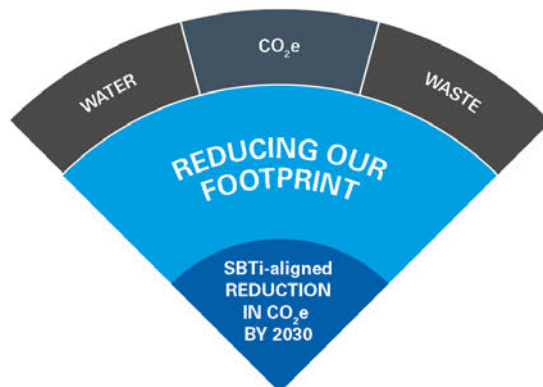 WATER
CO₂e
WASTE
REDUCING OUR
FOOTPRINT
SBTi-aligned
REDUCTION
IN CO₂e
BY 2030